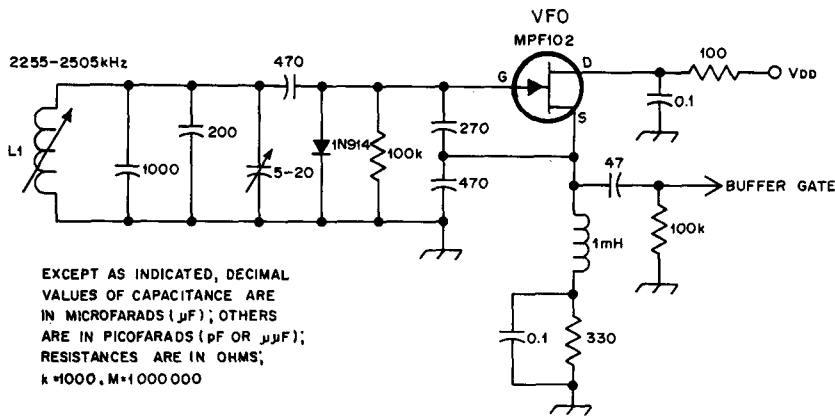 VFO
MPF102
2255-2505kHz
470
D
100
VDD
G
S
0.1
200
270
1N914
L1
1000
5-20
100k
47
470
BUFFER GATE
1mH
100k
EXCEPT AS INDICATED, DECIMAL
VALUES OF CAPACITANCE ARE
IN MICROFARADS (µF); OTHERS
ARE IN PICOFARADS (pF OR µµF);
RESISTANCES ARE IN OHMS;
k=1000, M=1000000
0.1
330